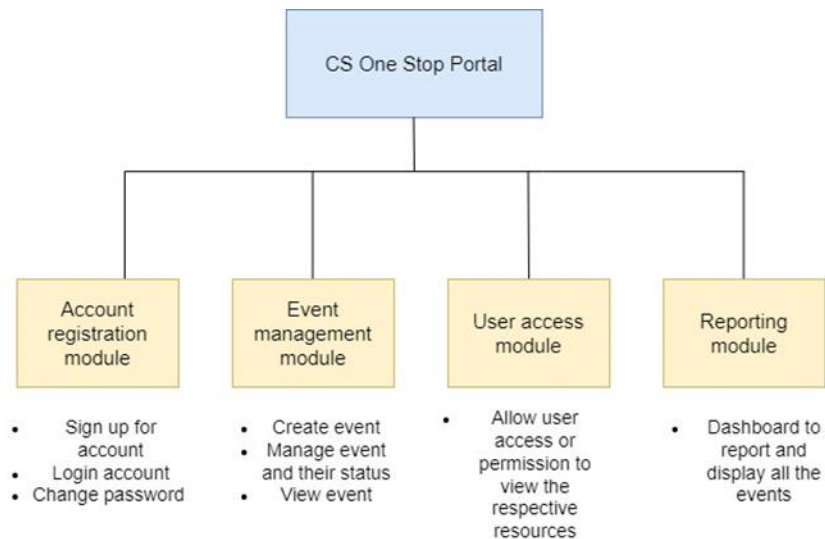 CS One Stop Portal
Account
registration
module
Event
management
module
User access
module
Reporting
module
• Sign up for
account
• Login account
• Change password
• Create event
• Manage event
and their status
• View event
• Allow user
access or
permission to
view the
respective
resources
• Dashboard to
report and
display all the
events